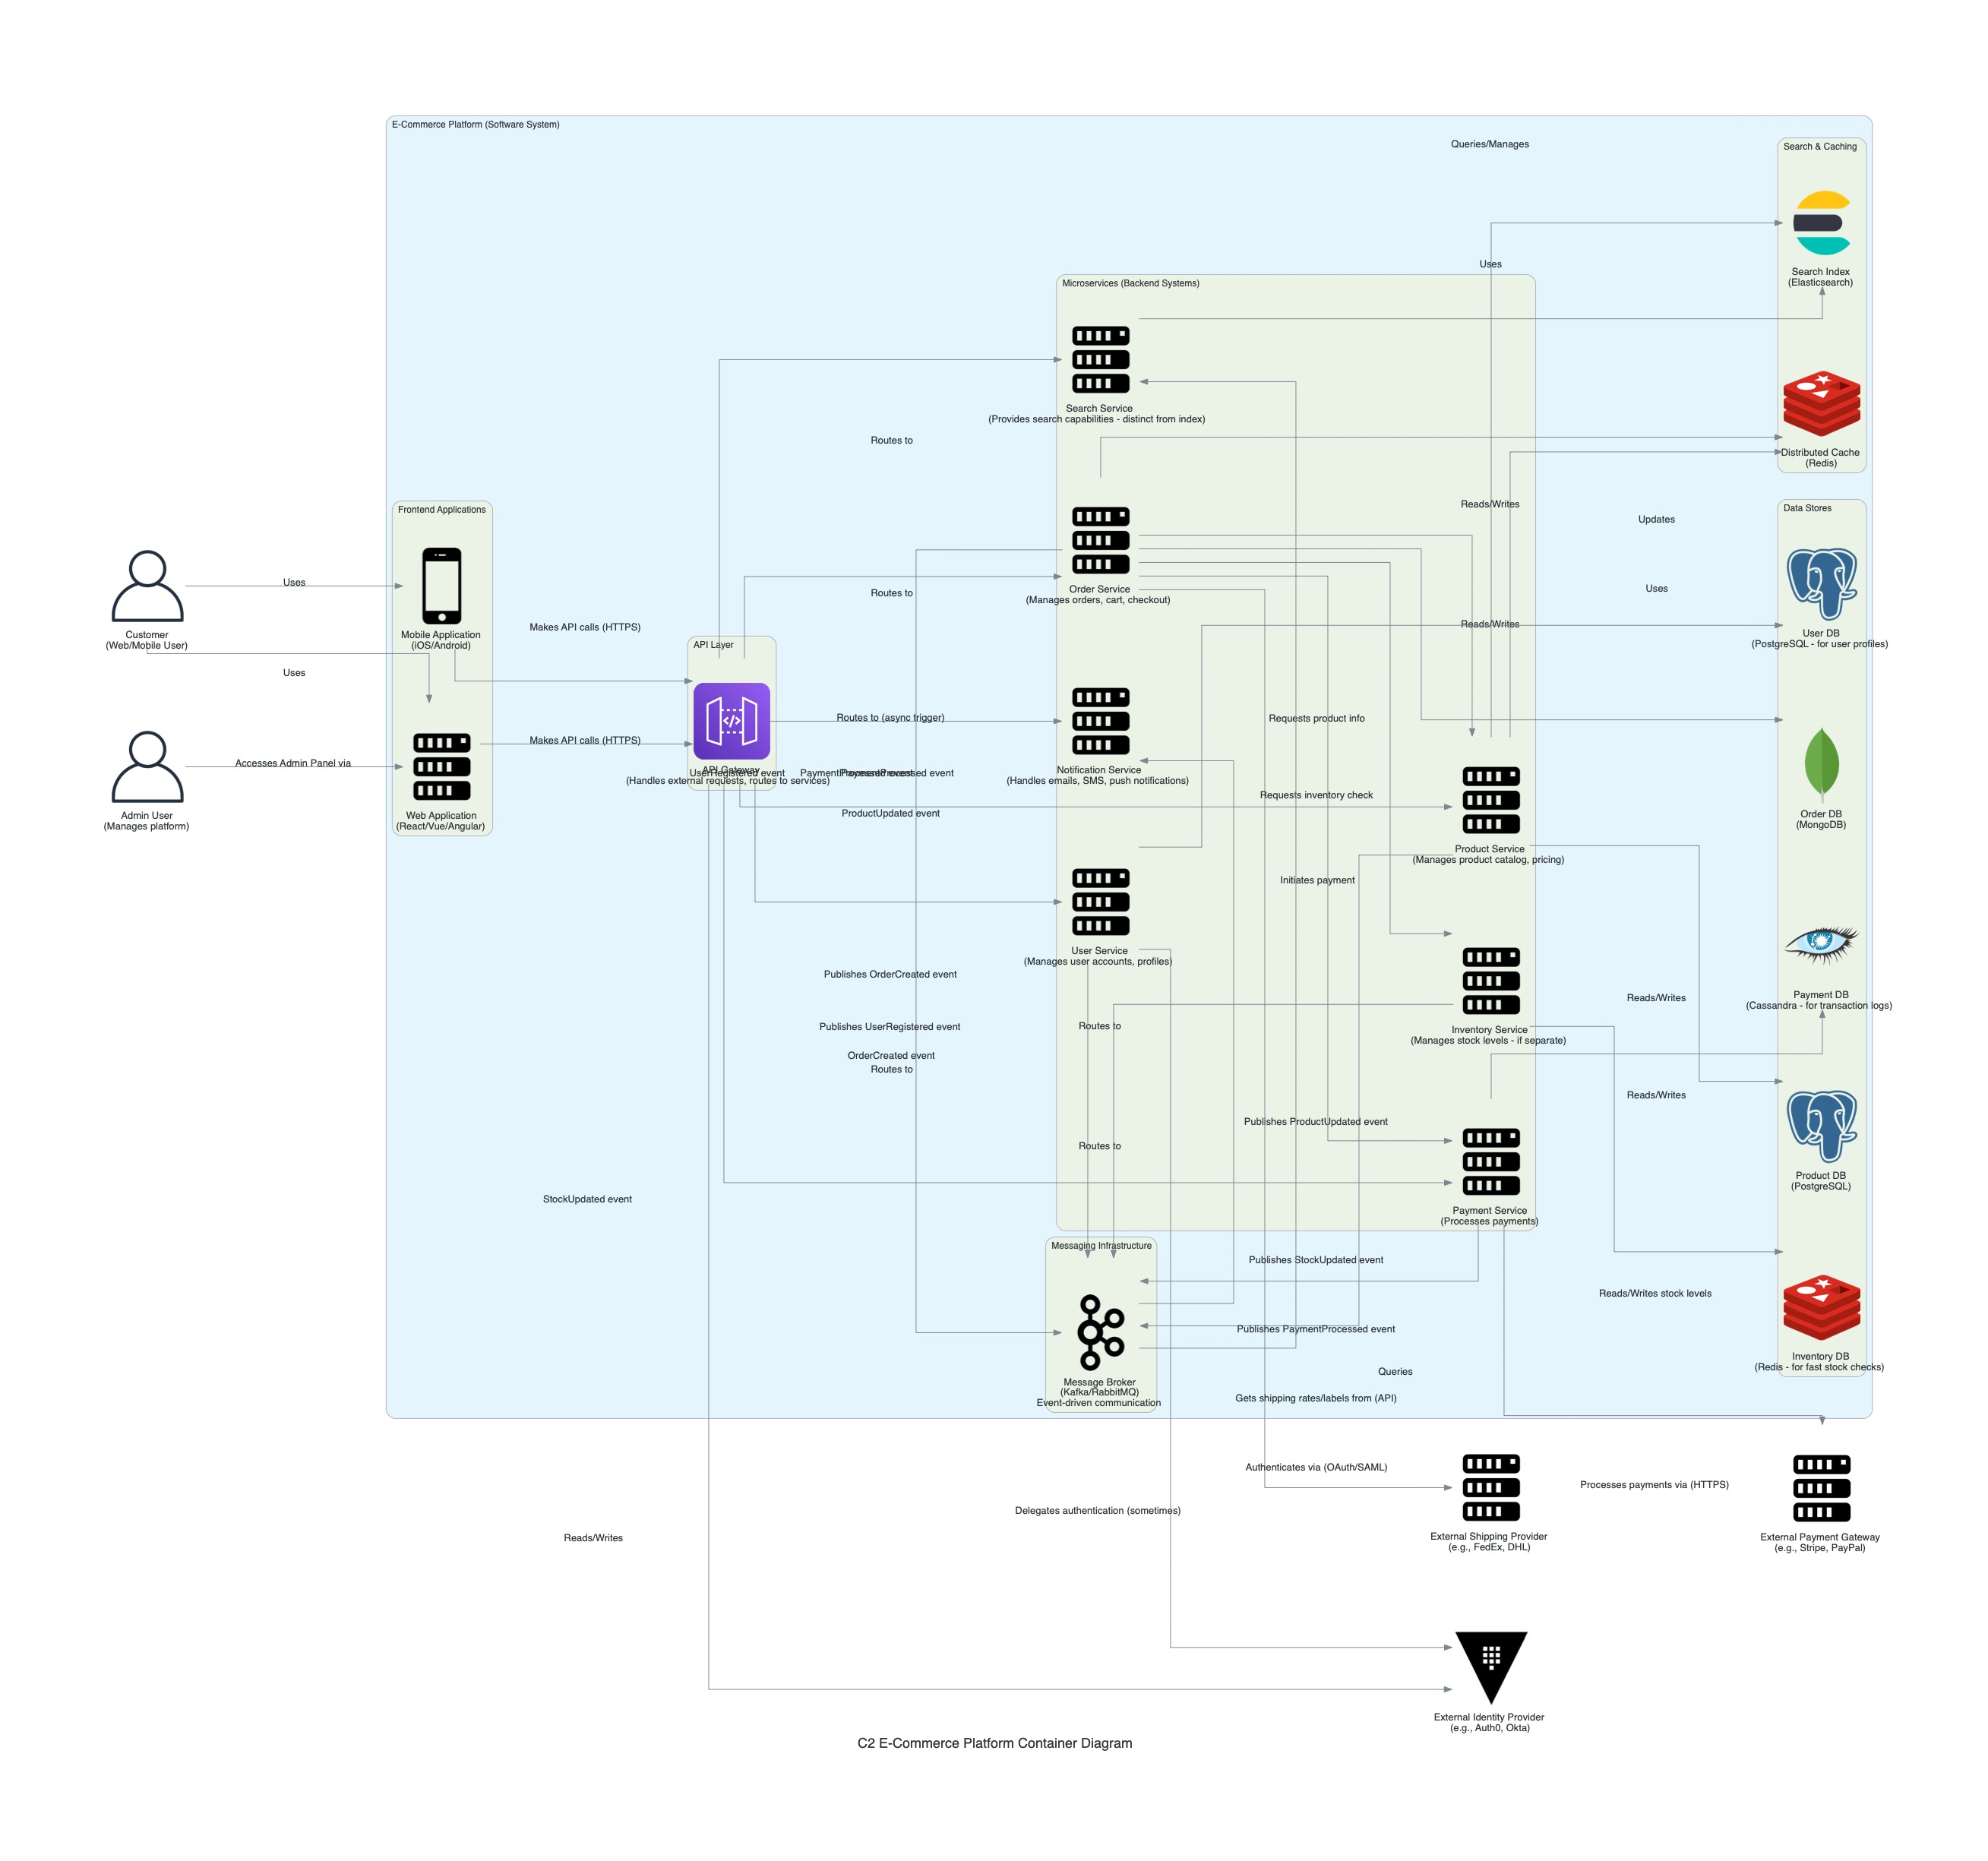 E-Commerce Platform (Software System)
Queries/Manages
Search & Caching
Uses
Search Index
(Elasticsearch)
Microservices (Backend Systems)
Search Service
(Provides search capabilities - distinct from index)
Routes to
Distributed Cache
(Redis)
Reads/Writes
Updates
Frontend Applications
Data Stores
Uses
Mobile Application
(iOS/Android)
Customer
(Web/Mobile User)
Uses
Makes API calls (HTTPS)
Routes to
Order Service
(Manages orders, cart, checkout)
Uses
Reads/Writes
User DB
(PostgreSQL - for user profiles)
API Layer
Routes to (async trigger)
Requests product info
Makes API calls (HTTPS)
Accesses Admin Panel via
API Gateway
(Handles external requests, routes to services)
UserRegistered event
PaymentProcessed event
PaymentProcessed event
Notification Service
(Handles emails, SMS, push notifications)
Requests inventory check
ProductUpdated event
Admin User
(Manages platform)
Web Application
(React/Vue/Angular)
Order DB
(MongoDB)
Product Service
(Manages product catalog, pricing)
Initiates payment
User Service
(Manages user accounts, profiles)
Publishes OrderCreated event
Reads/Writes
Payment DB
(Cassandra - for transaction logs)
Publishes UserRegistered event
Routes to
Inventory Service
(Manages stock levels - if separate)
OrderCreated event
Routes to
Reads/Writes
Publishes ProductUpdated event
Routes to
Product DB
(PostgreSQL)
StockUpdated event
Payment Service
(Processes payments)
Messaging Infrastructure
Publishes StockUpdated event
Reads/Writes stock levels
Publishes PaymentProcessed event
Inventory DB
(Redis - for fast stock checks)
Queries
Message Broker
(Kafka/RabbitMQ)
Event-driven communication
Gets shipping rates/labels from (API)
Authenticates via (OAuth/SAML)
Processes payments via (HTTPS)
Delegates authentication (sometimes)
Reads/Writes
External Shipping Provider
(e.g., FedEx, DHL)
External Payment Gateway
(e.g., Stripe, PayPal)
External Identity Provider
(e.g., Auth0, Okta)
C2 E-Commerce Platform Container Diagram